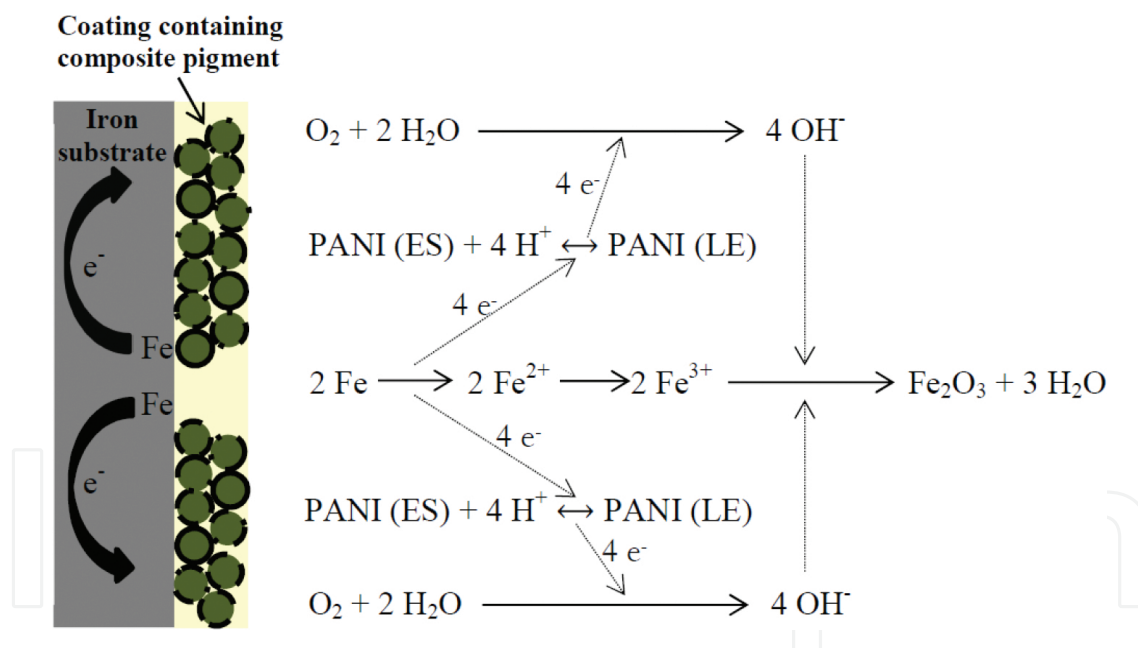 Coating containing
composite pigment
Iron
substrate
O₂ + 2 H₂O
4 OH⁻
4 e⁻
PANI (ES) + 4 H⁺ ↔ PANI (LE)
e⁻
4 e⁻
Fe
2 Fe
2 Fe²⁺
2 Fe³⁺
Fe₂O₃ + 3 H₂O
Fe
4 e⁻
e⁻
PANI (ES) + 4 H⁺ ↔ PANI (LE)
4 e⁻
O₂ + 2 H₂O
4 OH⁻